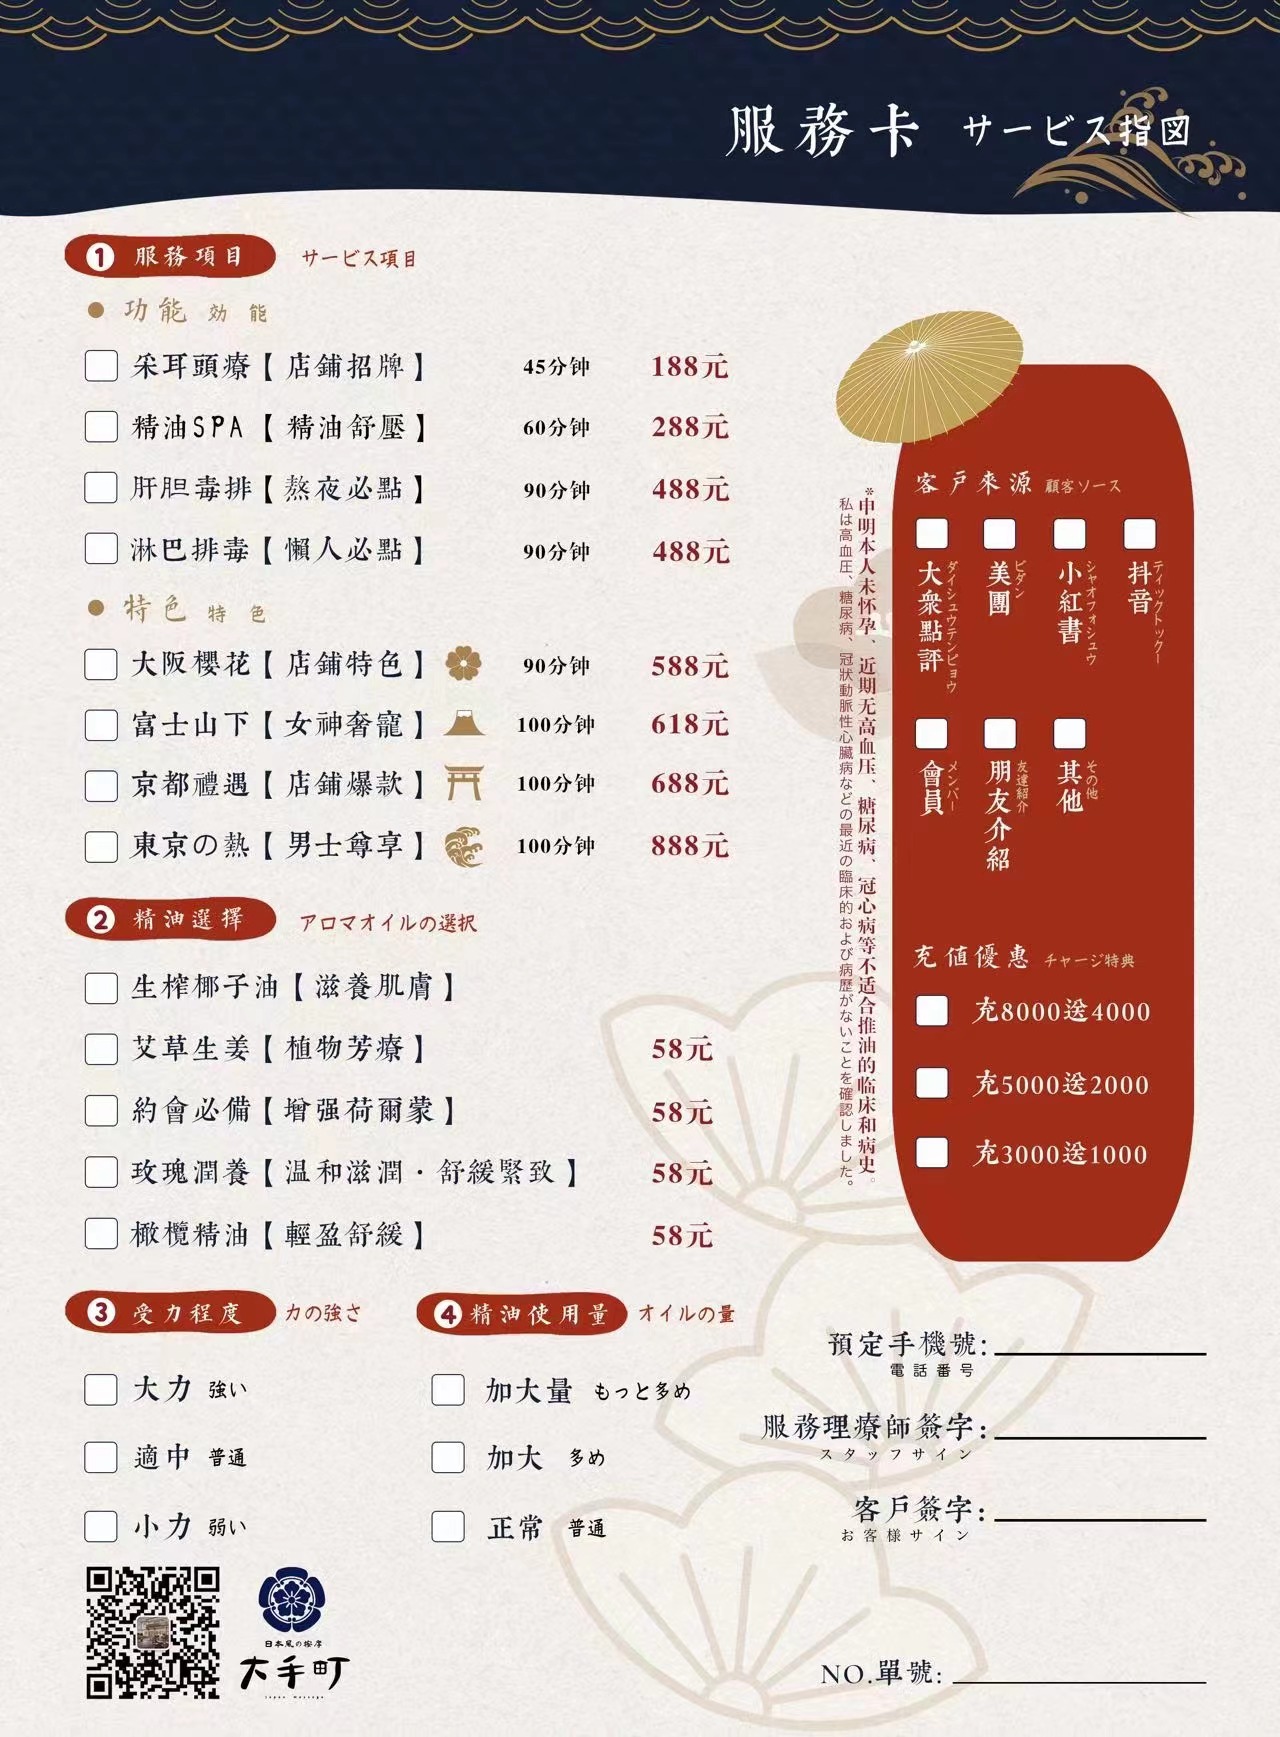 服務卡 サービス指図
1 服務項目 サービス項目
功能 効能
采耳頭療【店鋪招牌】 45分钟 188元
精油SPA【精油舒壓】 60分钟 288元
肝胆毒排【熬夜必點】 90分钟 488元
淋巴排毒【懶人必點】 90分钟 488元
特色 特色
大阪櫻花【店鋪特色】 90分钟 588元
富士山下【女神奢寵】 100分钟 618元
京都禮遇【店鋪爆款】 100分钟 688元
東京の熱【男士尊享】 100分钟 888元
2 精油選擇 アロマオイルの選択
生榨椰子油【滋養肌膚】
艾草生姜【植物芳療】 58元
約會必備【增强荷爾蒙】 58元
玫瑰潤養【温和滋潤·舒緩緊致】 58元
橄欖精油【輕盈舒緩】 58元
3 受力程度 力の強さ
大力 強い
適中 普通
小力 弱い
4 精油使用量 オイルの量
加大量 もっと多め
加大 多め
正常 普通
*申明本人未怀孕、近期无高血压、糖尿病、冠心病等不适合推油的临床和病史。
私は高血圧、糖尿病、冠狀動脈性心臓病などの最近の臨床的および病歴がないことを確認しました。
客戶來源 顧客ソース
大衆點評 ダイシュウテンピョウ
美團 ビダン
小紅書 シャオフォシュウ
抖音 ティックトックー
會員 メンバー
朋友介紹 友達紹介
其他 その他
充值優惠 チャージ特典
充8000送4000
充5000送2000
充3000送1000
預定手機號:
電話番号
服務理療師簽字:
スタッフサイン
客戶簽字:
お客様サイン
NO.單號:
日本風の按摩
大手町